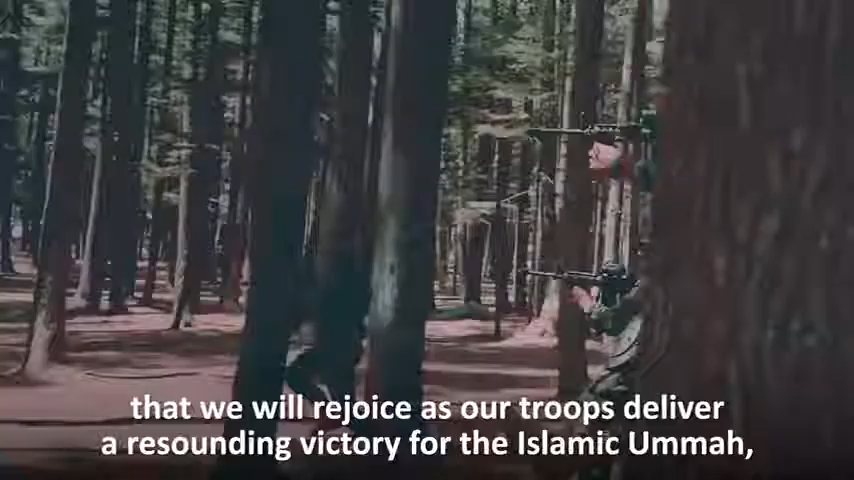 that we will rejoice as our troops deliver
a resounding victory for the Islamic Ummah,